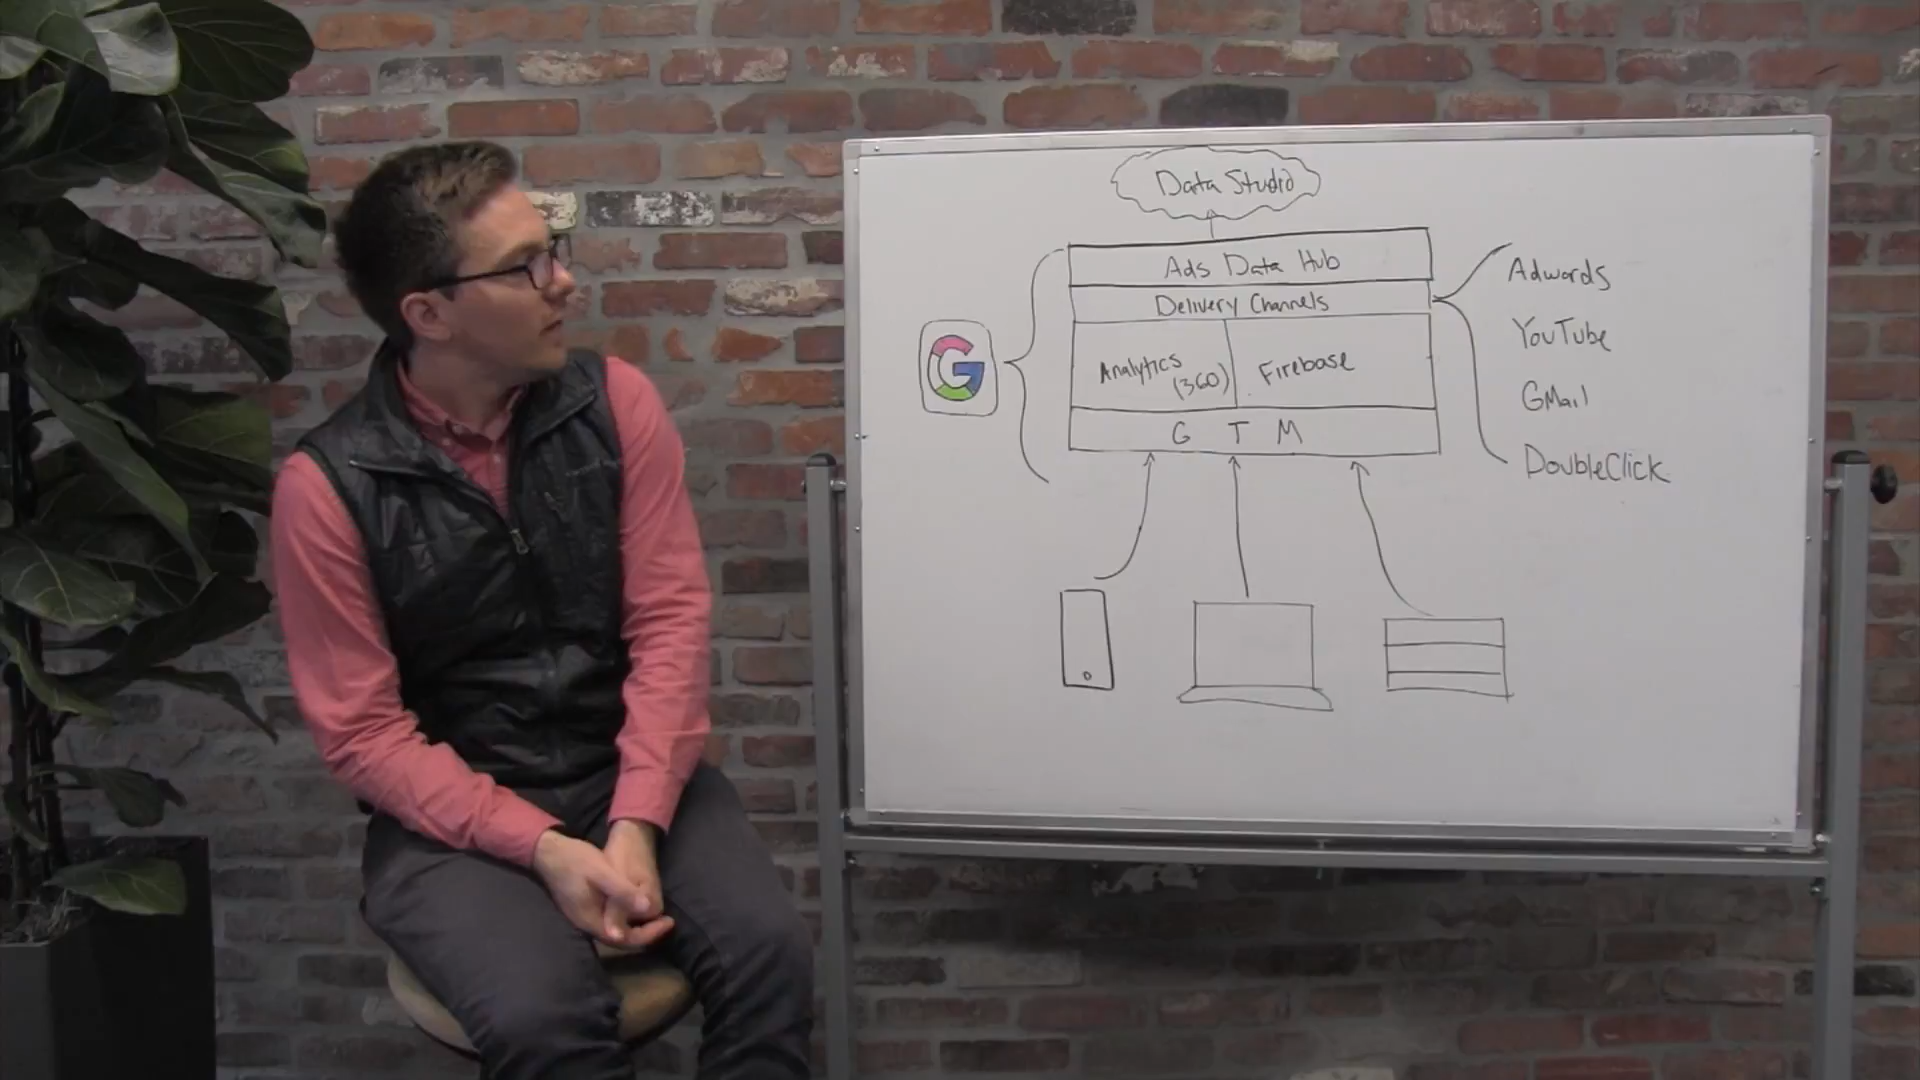 Data Studio
Ads Data Hub
Delivery Channels
Analytics
(360)
Firebase
G T M
G
Adwords
YouTube
GMail
DoubleClick